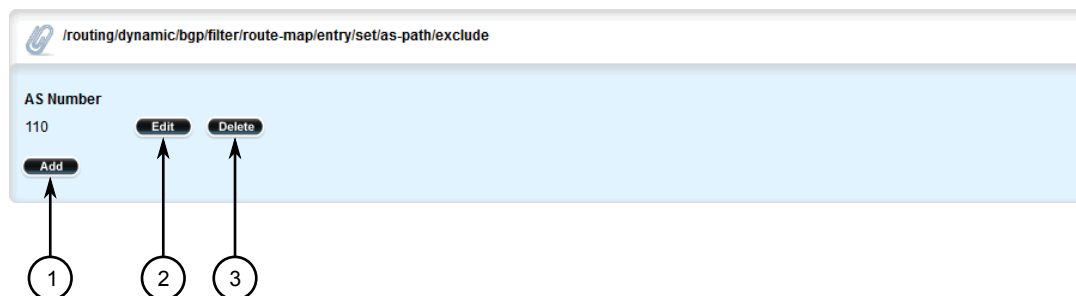 /routing/dynamic/bgp/filter/route-map/entry/set/as-path/exclude
AS Number
110 Edit Delete
Add
1 2 3